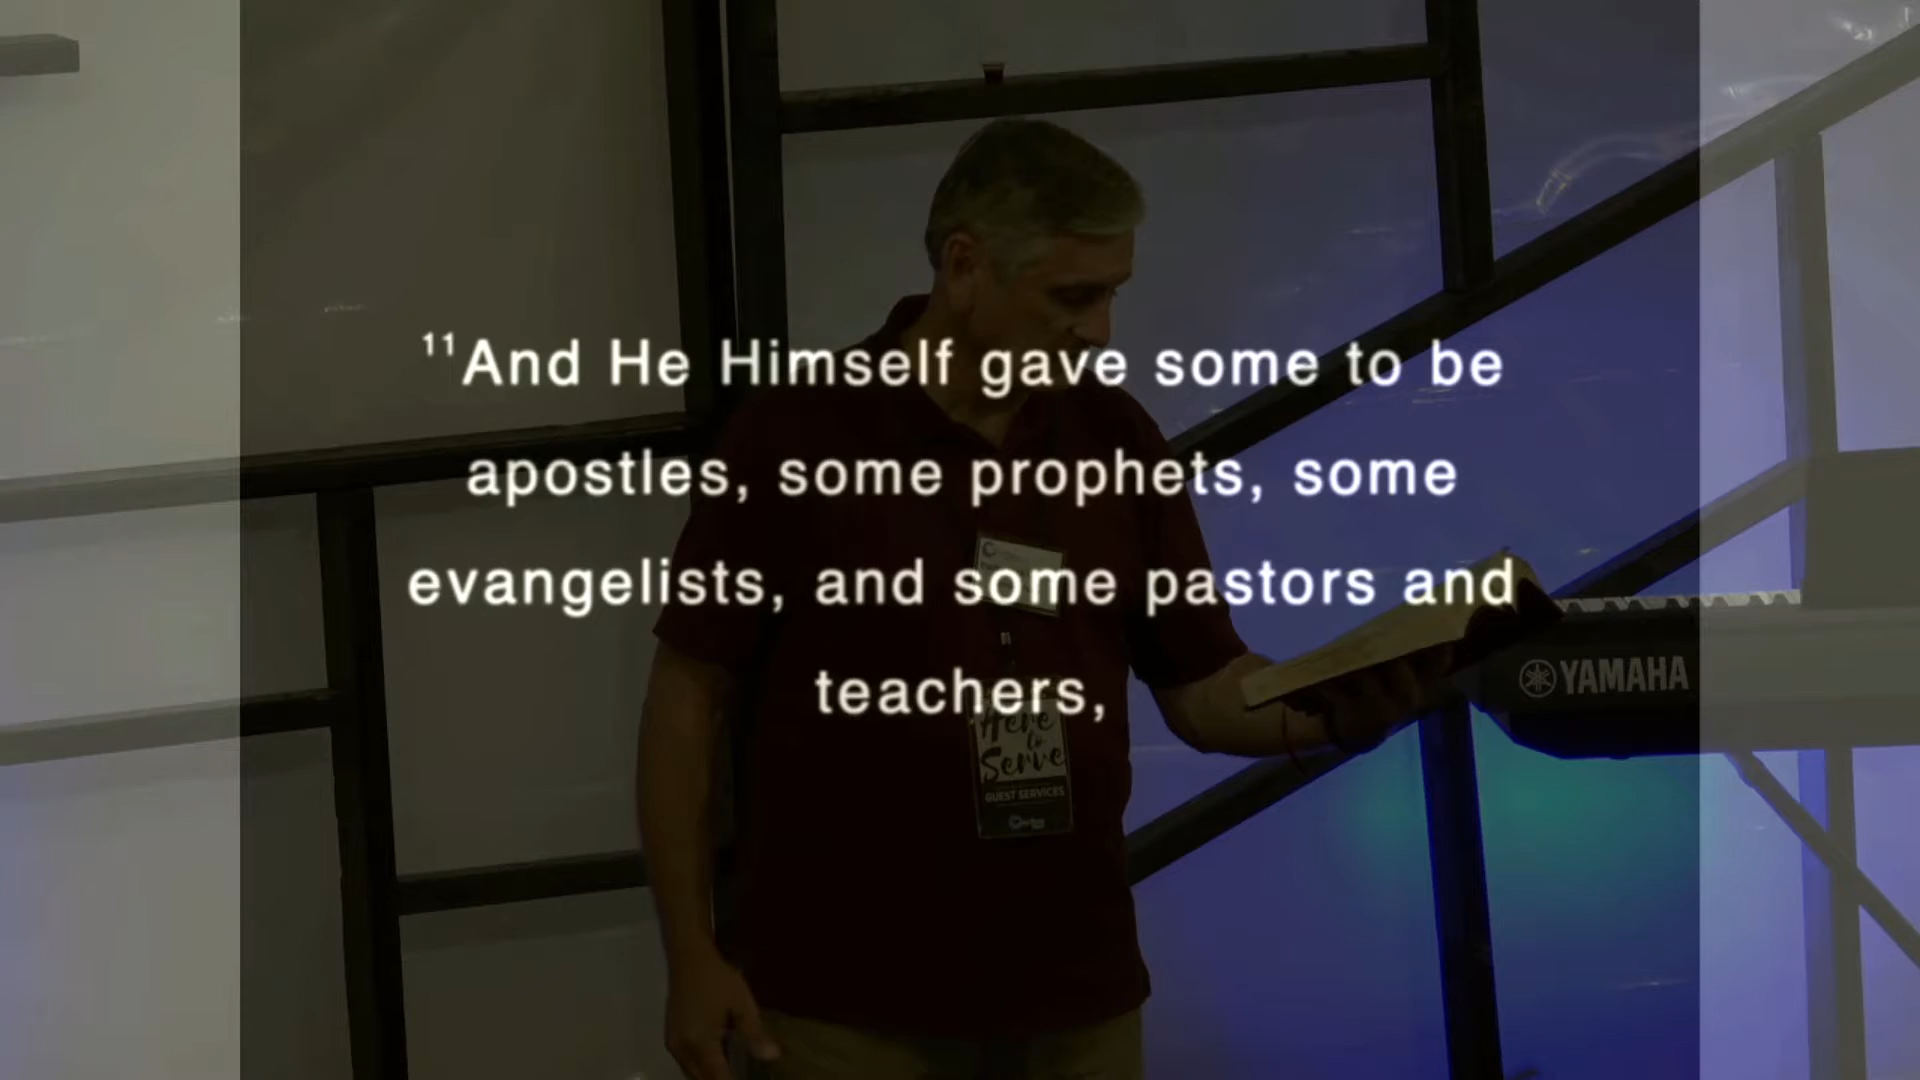 ¹¹And He Himself gave some to be
apostles, some prophets, some
evangelists, and some pastors and
teachers,
YAMAHA
Here
to
Serve
GUEST SERVICES